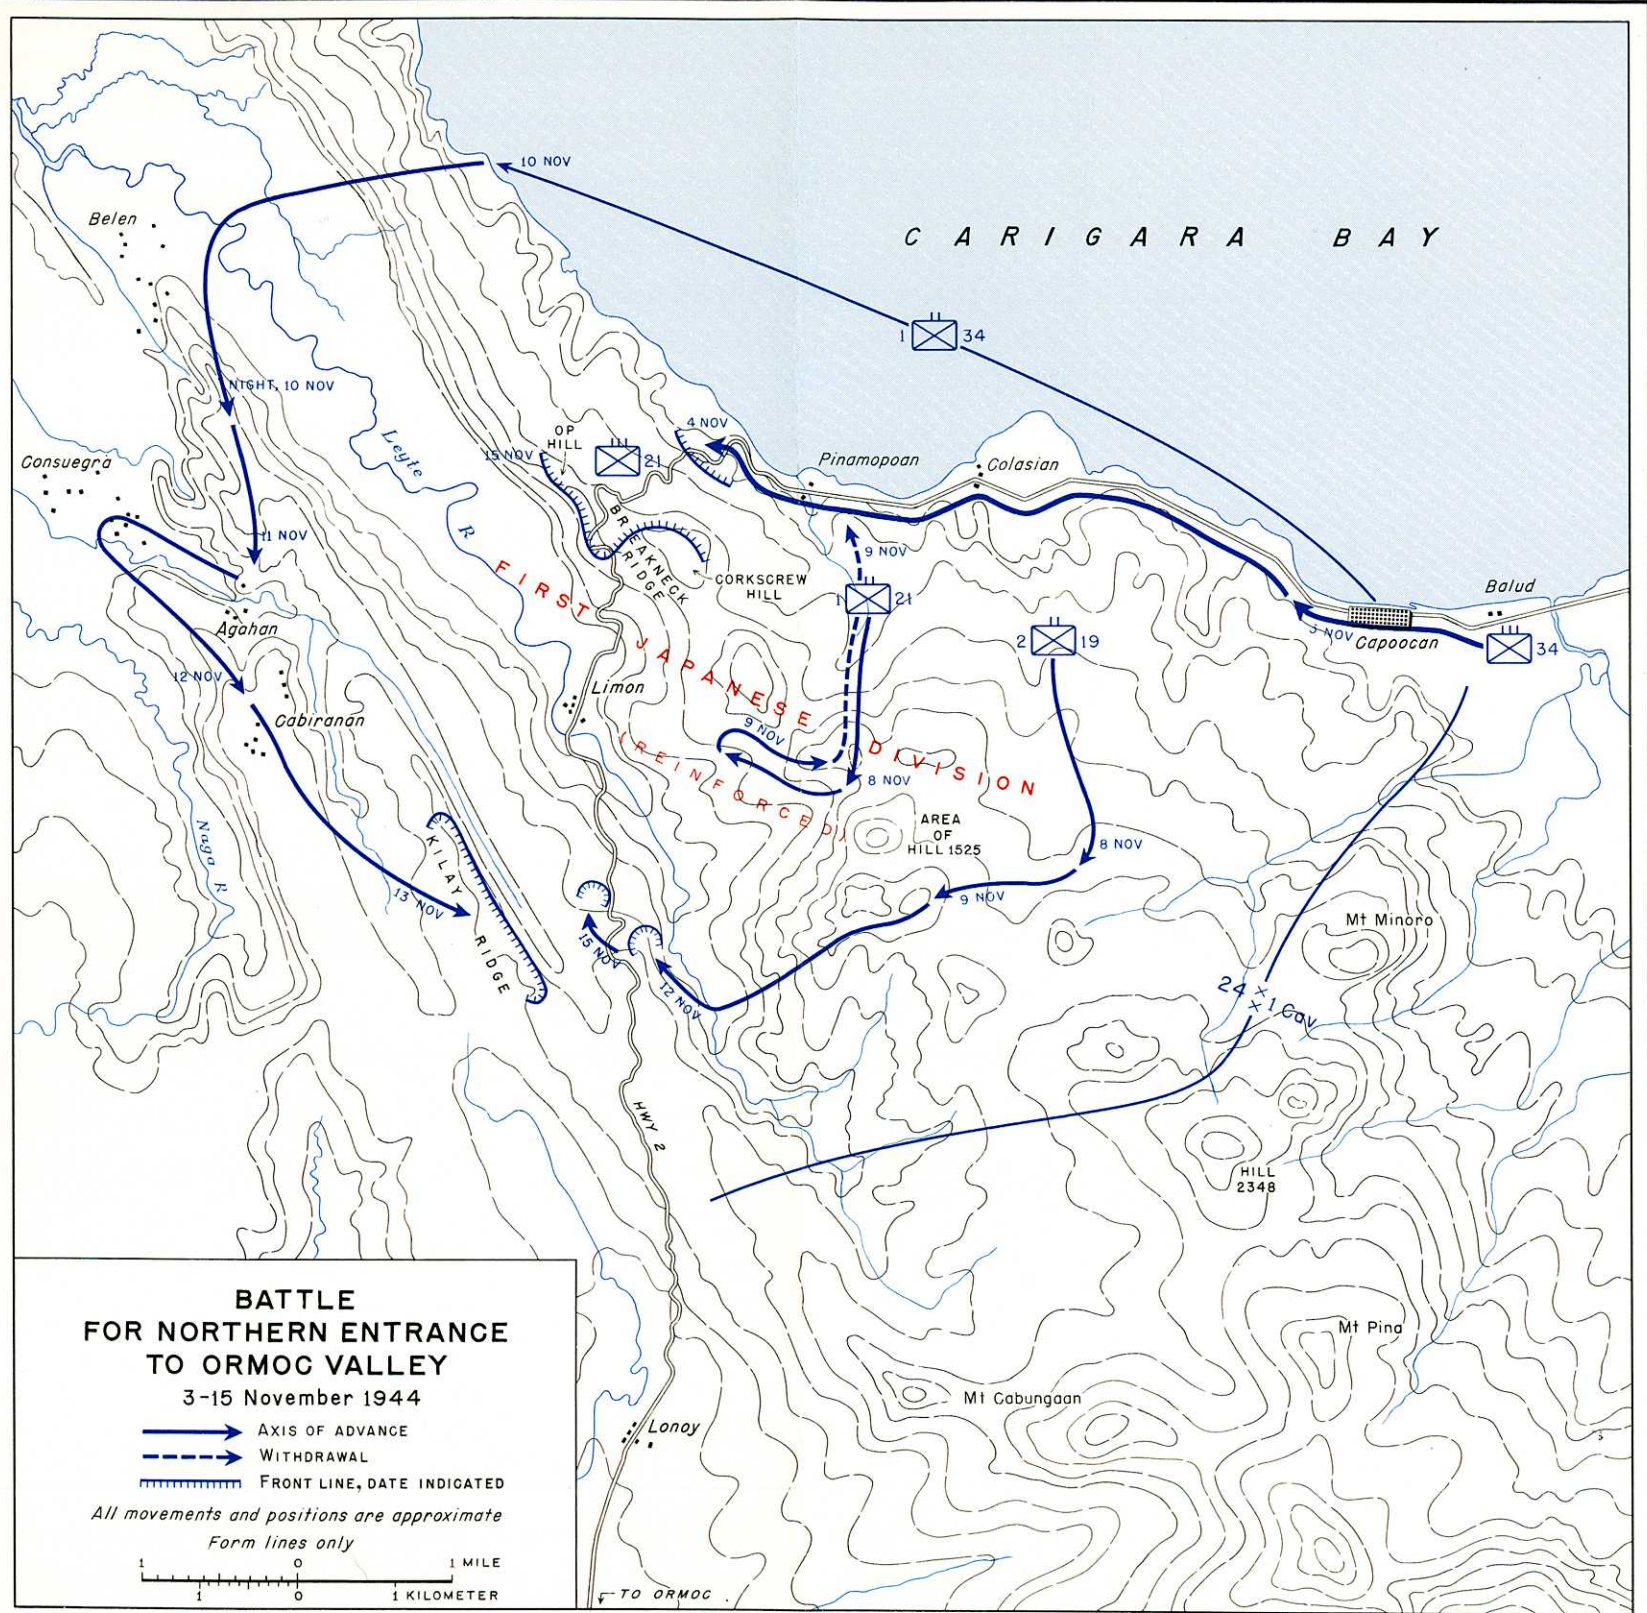 10 NOV
CARIGARA BAY
Belen
1 34
NIGHT, 10 NOV
4 NOV
OP
HILL
15 NOV
21
Leyte R
Pinamopoan
Colasian
Consuegra
11 NOV
BREAKNECK
RIDGE
9 NOV
CORKSCREW
HILL
FIRST JAPANESE DIVISION
(REINFORCED)
1 21
Balud
Agahan
2 19
3 NOV
Capoocan
34
12 NOV
Limon
Cabiranan
9 NOV
8 NOV
AREA
OF
HILL 1525
8 NOV
Naga R
KILAY RIDGE
13 NOV
9 NOV
Mt Minoro
15 NOV
12 NOV
24 XX 1 Cav
HWY 2
HILL
2348
Mt Pina
Mt Cabungaan
Lonoy
TO ORMOC
BATTLE
FOR NORTHERN ENTRANCE
TO ORMOC VALLEY
3-15 November 1944
AXIS OF ADVANCE
WITHDRAWAL
FRONT LINE, DATE INDICATED
All movements and positions are approximate
Form lines only
1 0 1 MILE
1 0 1 KILOMETER